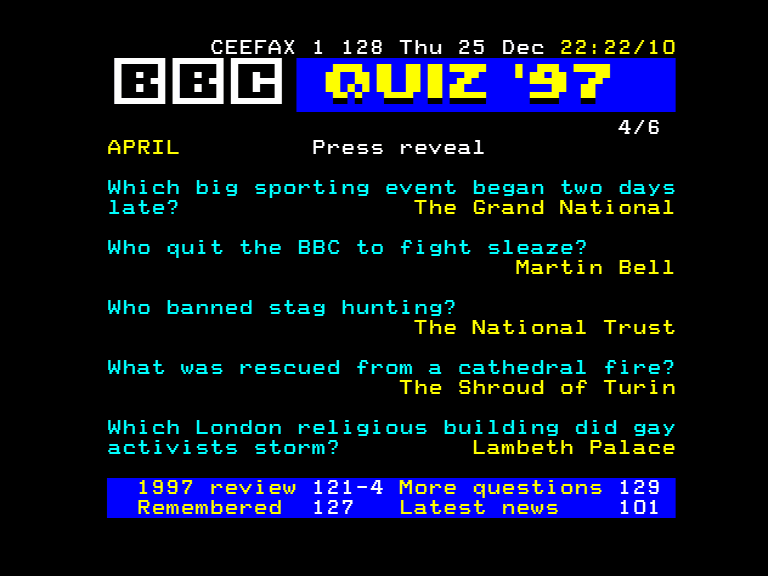 CEEFAX 1 128 Thu 25 Dec 22:22/10
BBC QUIZ '97
4/6
APRIL Press reveal
Which big sporting event began two days
late? The Grand National
Who quit the BBC to fight sleaze?
Martin Bell
Who banned stag hunting?
The National Trust
What was rescued from a cathedral fire?
The Shroud of Turin
Which London religious building did gay
activists storm? Lambeth Palace
1997 review 121-4 More questions 129
Remembered 127 Latest news 101